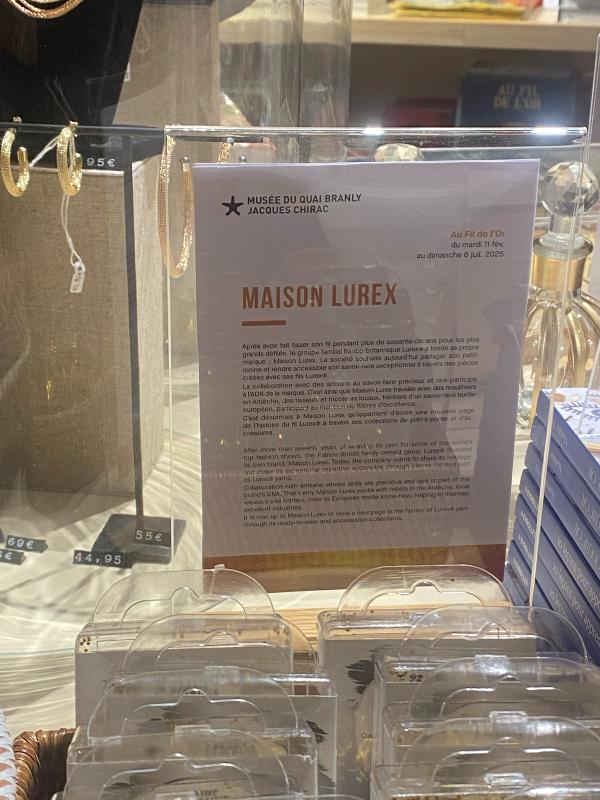 AU FIL
DE L'OR
95€
MUSÉE DU QUAI BRANLY
JACQUES CHIRAC
Au Fil de l'Or
du mardi 11 fév.
au dimanche 6 juil. 2025
MAISON LUREX
Après avoir fait tisser son fil pendant plus de soixante-dix ans pour les plus
grands défilés, le groupe familial franco-britannique Lurex® a fondé sa propre
marque : Maison Lurex. La société souhaite aujourd'hui partager son patri-
moine et rendre accessible son savoir-faire exceptionnel à travers des pièces
créées avec ses fils Lurex®.
La collaboration avec des artisans au savoir-faire précieux et rare participe
à l'ADN de la marque. C'est ainsi que Maison Lurex travaille avec des mouliniers
en Ardèche, des tisseurs et tricoteurs locaux, héritiers d'un savoir-faire textile
européen, participant au maintien de filières d'excellence.
C'est désormais à Maison Lurex qu'appartient d'écrire une nouvelle page
de l'histoire du fil Lurex® à travers ses collections de prêt-à-porter et d'ac-
cessoires.
After more than seventy years of weaving its yarn for some of the world's
top fashion shows, the Franco-British family-owned group Lurex® founded
its own brand, Maison Lurex. Today, the company wants to share its heritage
and make its exceptional expertise accessible through pieces created with
its Lurex® yarns.
Collaboration with artisans whose skills are precious and rare is part of the
brand's DNA. That's why Maison Lurex works with millers in the Ardèche, local
weavers and knitters, heirs to European textile know-how, helping to maintain
excellent industries.
It is now up to Maison Lurex to write a new page in the history of Lurex® yarn
through its ready-to-wear and accessories collections.
55€
69€
44,95